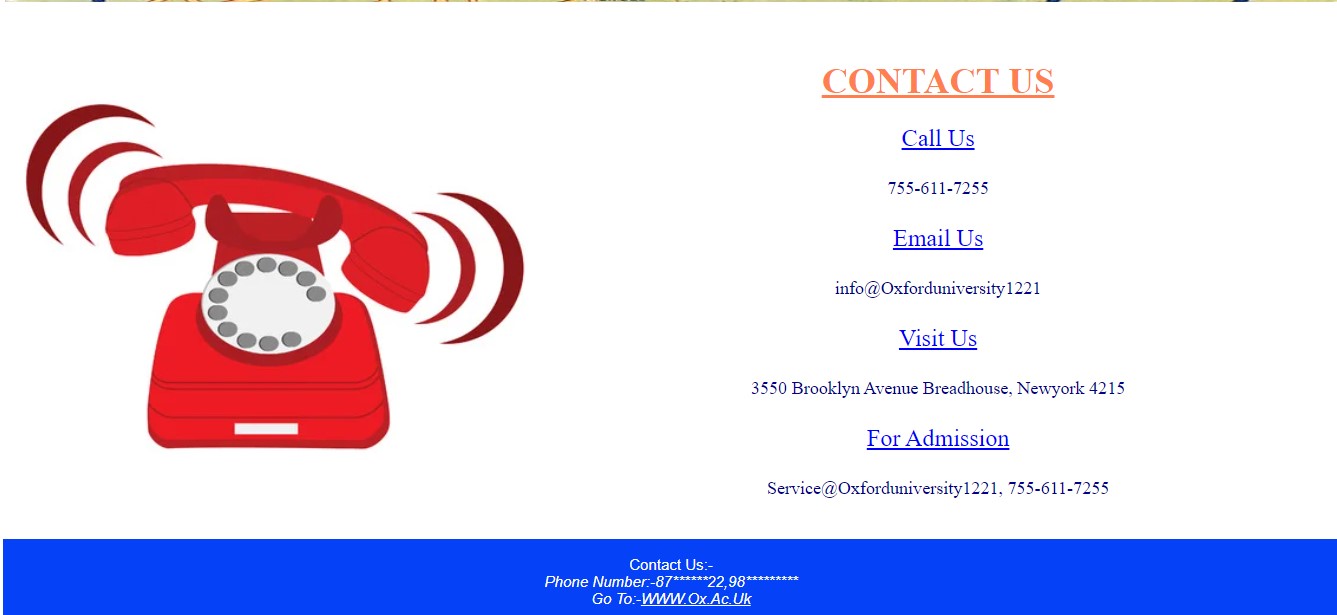 CONTACT US
Call Us
755-611-7255
Email Us
info@Oxforduniversity1221
Visit Us
3550 Brooklyn Avenue Breadhouse, Newyork 4215
For Admission
Service@Oxforduniversity1221, 755-611-7255
Contact Us:-
Phone Number:-87******22,98*********
Go To:-WWW.Ox.Ac.Uk